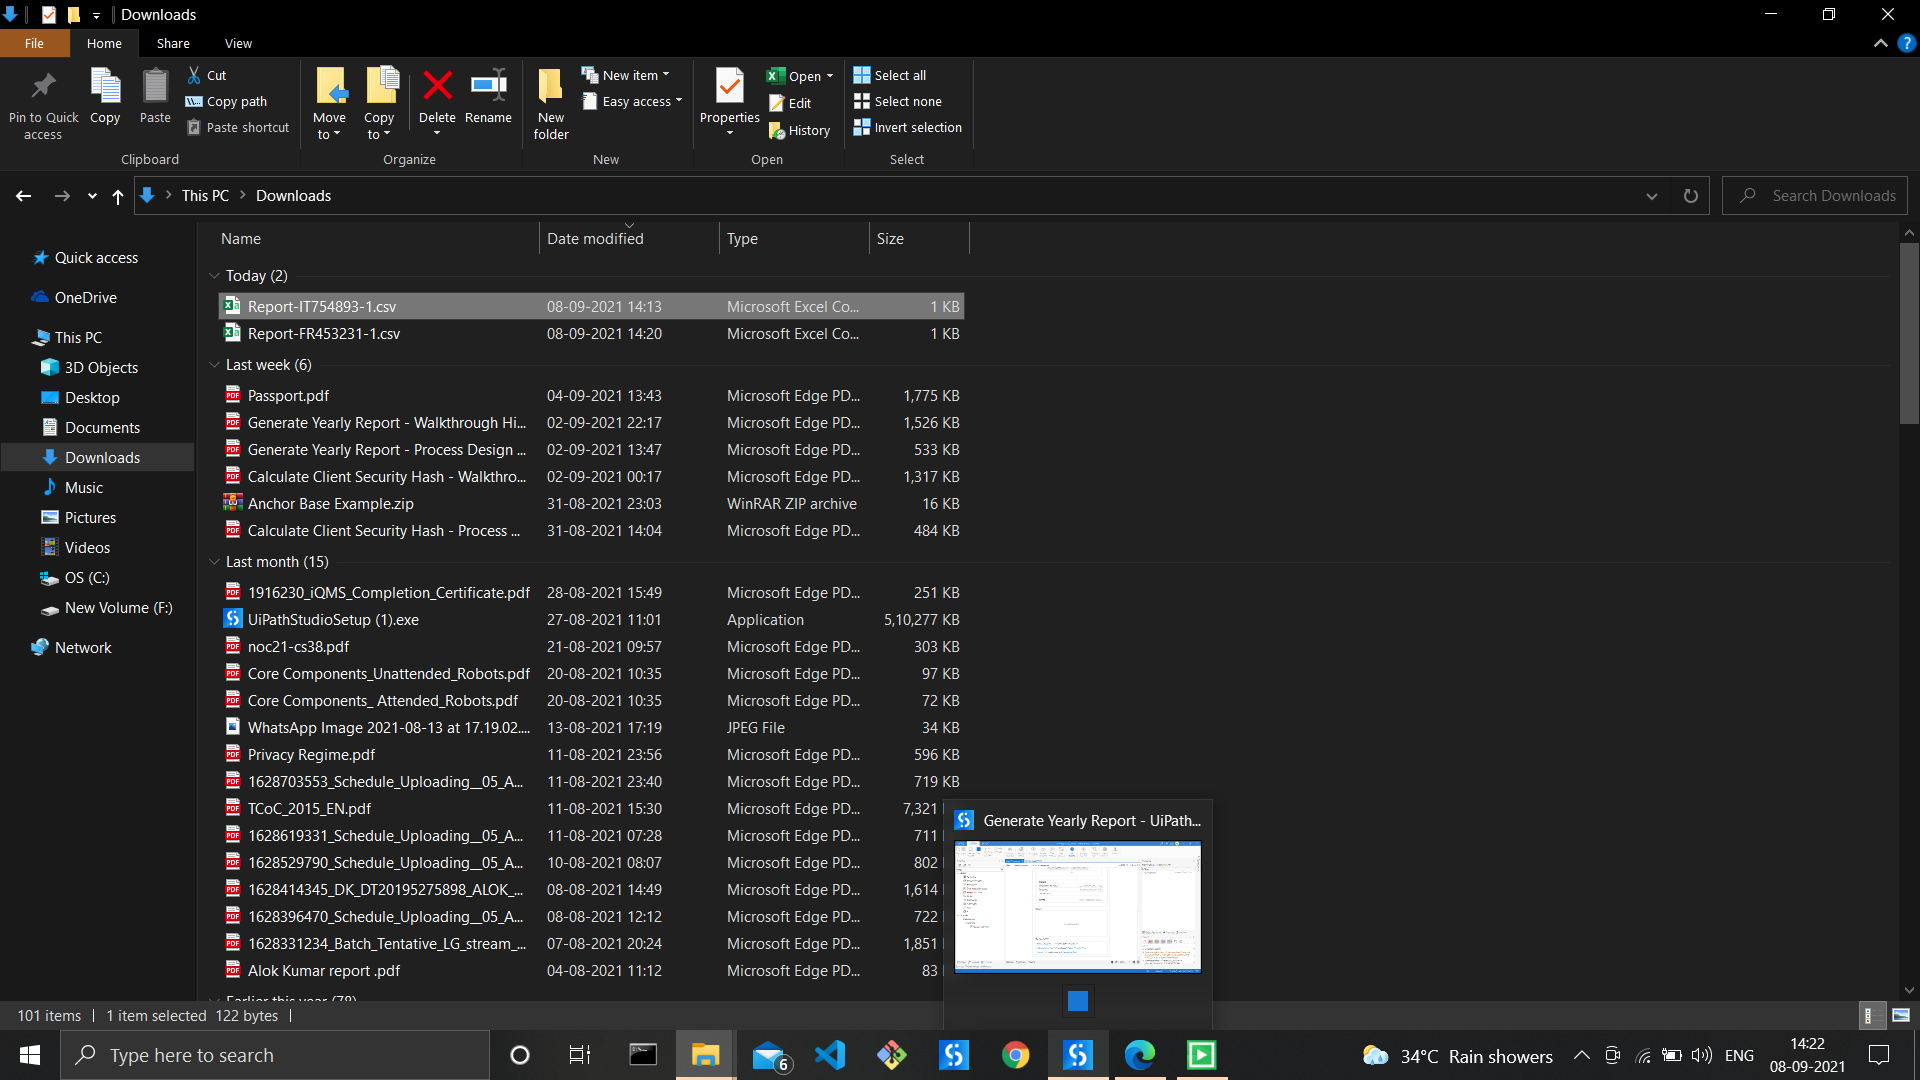 Downloads
File Home Share View
Pin to Quick access
Copy
Paste
Cut
Copy path
Paste shortcut
Clipboard
Move to
Copy to
Delete
Rename
Organize
New folder
New item
Easy access
New
Properties
Open
Edit
History
Open
Select all
Select none
Invert selection
Select
This PC > Downloads
Search Downloads
Quick access
OneDrive
This PC
3D Objects
Desktop
Documents
Downloads
Music
Pictures
Videos
OS (C:)
New Volume (F:)
Network
Name Date modified Type Size
Today (2)
Report-IT754893-1.csv 08-09-2021 14:13 Microsoft Excel Co... 1 KB
Report-FR453231-1.csv 08-09-2021 14:20 Microsoft Excel Co... 1 KB
Last week (6)
Passport.pdf 04-09-2021 13:43 Microsoft Edge PD... 1,775 KB
Generate Yearly Report - Walkthrough Hi... 02-09-2021 22:17 Microsoft Edge PD... 1,526 KB
Generate Yearly Report - Process Design ... 02-09-2021 13:47 Microsoft Edge PD... 533 KB
Calculate Client Security Hash - Walkthro... 02-09-2021 00:17 Microsoft Edge PD... 1,317 KB
Anchor Base Example.zip 31-08-2021 23:03 WinRAR ZIP archive 16 KB
Calculate Client Security Hash - Process ... 31-08-2021 14:04 Microsoft Edge PD... 484 KB
Last month (15)
1916230_iQMS_Completion_Certificate.pdf 28-08-2021 15:49 Microsoft Edge PD... 251 KB
UiPathStudioSetup (1).exe 27-08-2021 11:01 Application 5,10,277 KB
noc21-cs38.pdf 21-08-2021 09:57 Microsoft Edge PD... 303 KB
Core Components_Unattended_Robots.pdf 20-08-2021 10:35 Microsoft Edge PD... 97 KB
Core Components_ Attended_Robots.pdf 20-08-2021 10:35 Microsoft Edge PD... 72 KB
WhatsApp Image 2021-08-13 at 17.19.02.... 13-08-2021 17:19 JPEG File 34 KB
Privacy Regime.pdf 11-08-2021 23:56 Microsoft Edge PD... 596 KB
1628703553_Schedule_Uploading__05_A... 11-08-2021 23:40 Microsoft Edge PD... 719 KB
TCoC_2015_EN.pdf 11-08-2021 15:30 Microsoft Edge PD... 7,321
1628619331_Schedule_Uploading__05_A... 11-08-2021 07:28 Microsoft Edge PD... 711
1628529790_Schedule_Uploading__05_A... 10-08-2021 08:07 Microsoft Edge PD... 802
1628414345_DK_DT20195275898_ALOK_... 08-08-2021 14:49 Microsoft Edge PD... 1,614
1628396470_Schedule_Uploading__05_A... 08-08-2021 12:12 Microsoft Edge PD... 722
1628331234_Batch_Tentative_LG_stream_... 07-08-2021 20:24 Microsoft Edge PD... 1,851
Alok Kumar report .pdf 04-08-2021 11:12 Microsoft Edge PD... 83
Earlier this year (78)
Generate Yearly Report - UiPath...
101 items 1 item selected 122 bytes
Type here to search
6
34°C Rain showers
ENG
14:22
08-09-2021